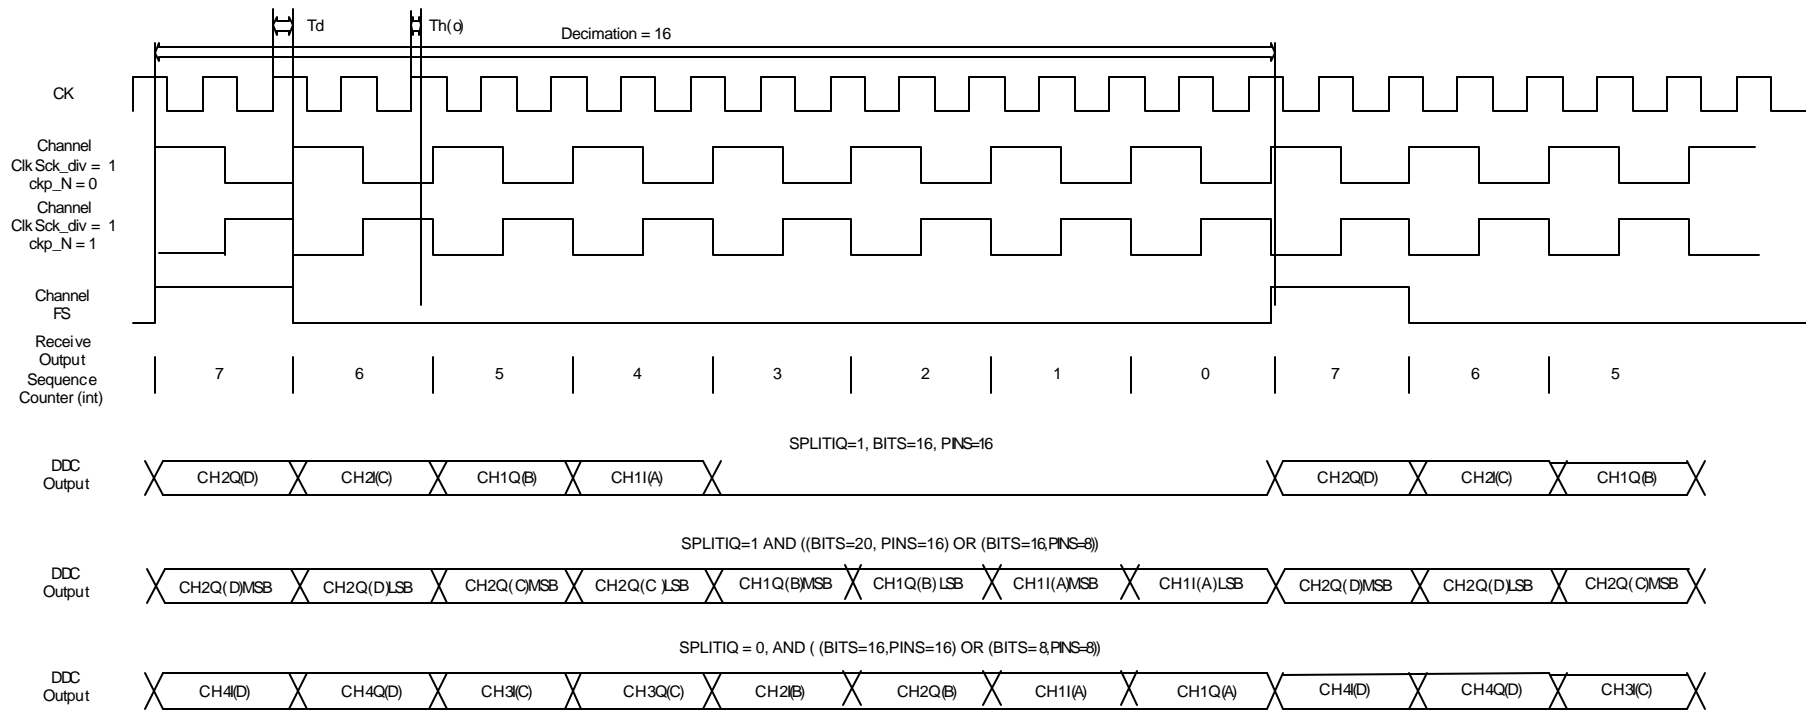 Td
Th(o)
Decimation = 16
CK
Channel
Clk Sck_div = 1
ckp_N = 0
Channel
Clk Sck_div = 1
ckp_N = 1
Channel
FS
Receive
Output
Sequence
Counter (int)
7 6 5 4 3 2 1 0 7 6 5
SPLITIQ=1, BITS=16, PINS=16
DDC
Output
CH2Q(D) CH2I(C) CH1Q(B) CH1I(A) CH2Q(D) CH2I(C) CH1Q(B)
SPLITIQ=1 AND ((BITS=20, PINS=16) OR (BITS=16,PINS=8))
DDC
Output
CH2Q(D)MSB CH2Q(D)LSB CH2Q(C)MSB CH2Q(C)LSB CH1Q(B)MSB CH1Q(B)LSB CH1I(A)MSB CH1I(A)LSB CH2Q(D)MSB CH2Q(D)LSB CH2Q(C)MSB
SPLITIQ = 0, AND ( (BITS=16,PINS=16) OR (BITS=8,PINS=8))
DDC
Output
CH4I(D) CH4Q(D) CH3I(C) CH3Q(C) CH2I(B) CH2Q(B) CH1I(A) CH1Q(A) CH4I(D) CH4Q(D) CH3I(C)